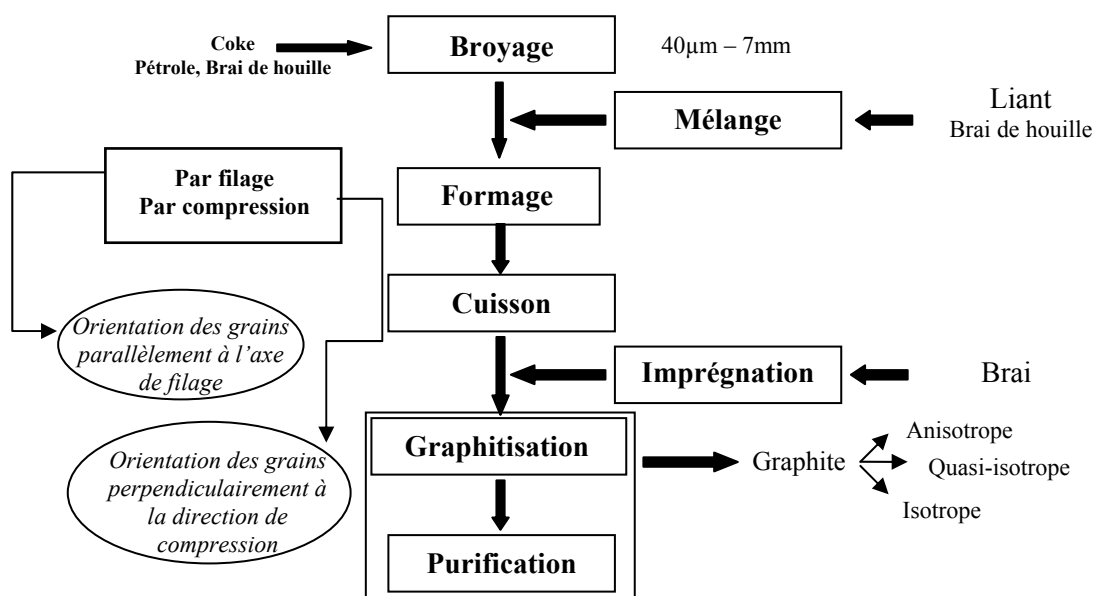 Coke
Pétrole, Brai de houille
Broyage
40µm – 7mm
Liant
Brai de houille
Mélange
Par filage
Par compression
Formage
Cuisson
Orientation des grains
parallèlement à l’axe
de filage
Imprégnation
Brai
Graphitisation
Graphite
Anisotrope
Quasi-isotrope
Isotrope
Orientation des grains
perpendiculairement à
la direction de
compression
Purification